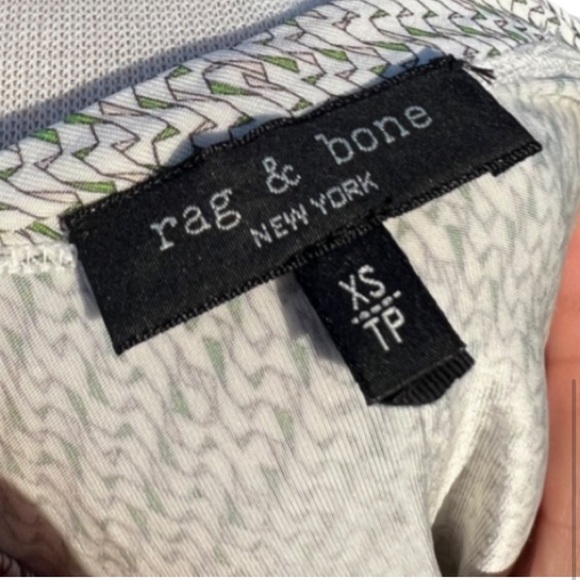 rag & bone
NEW YORK
XS
TP